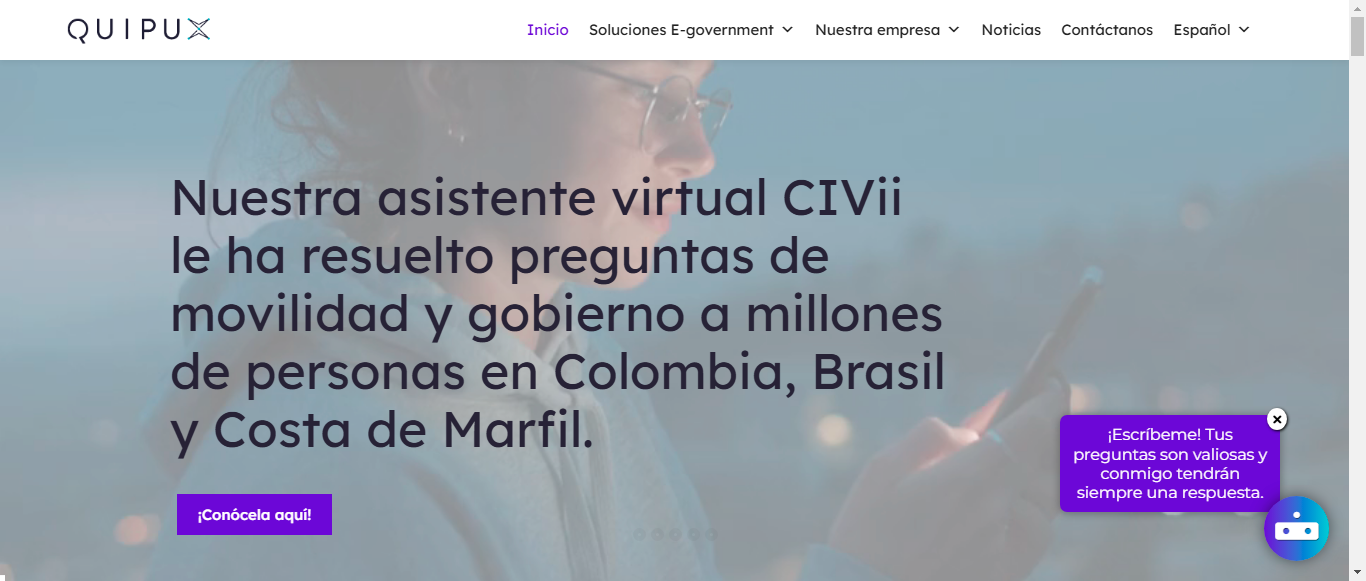 QUIPUX
Inicio
Soluciones E-government
Nuestra empresa
Noticias
Contáctanos
Español
Nuestra asistente virtual CIVii
le ha resuelto preguntas de
movilidad y gobierno a millones
de personas en Colombia, Brasil
y Costa de Marfil.
¡Conócela aquí!
¡Escríbeme! Tus
preguntas son valiosas y
conmigo tendrán
siempre una respuesta.